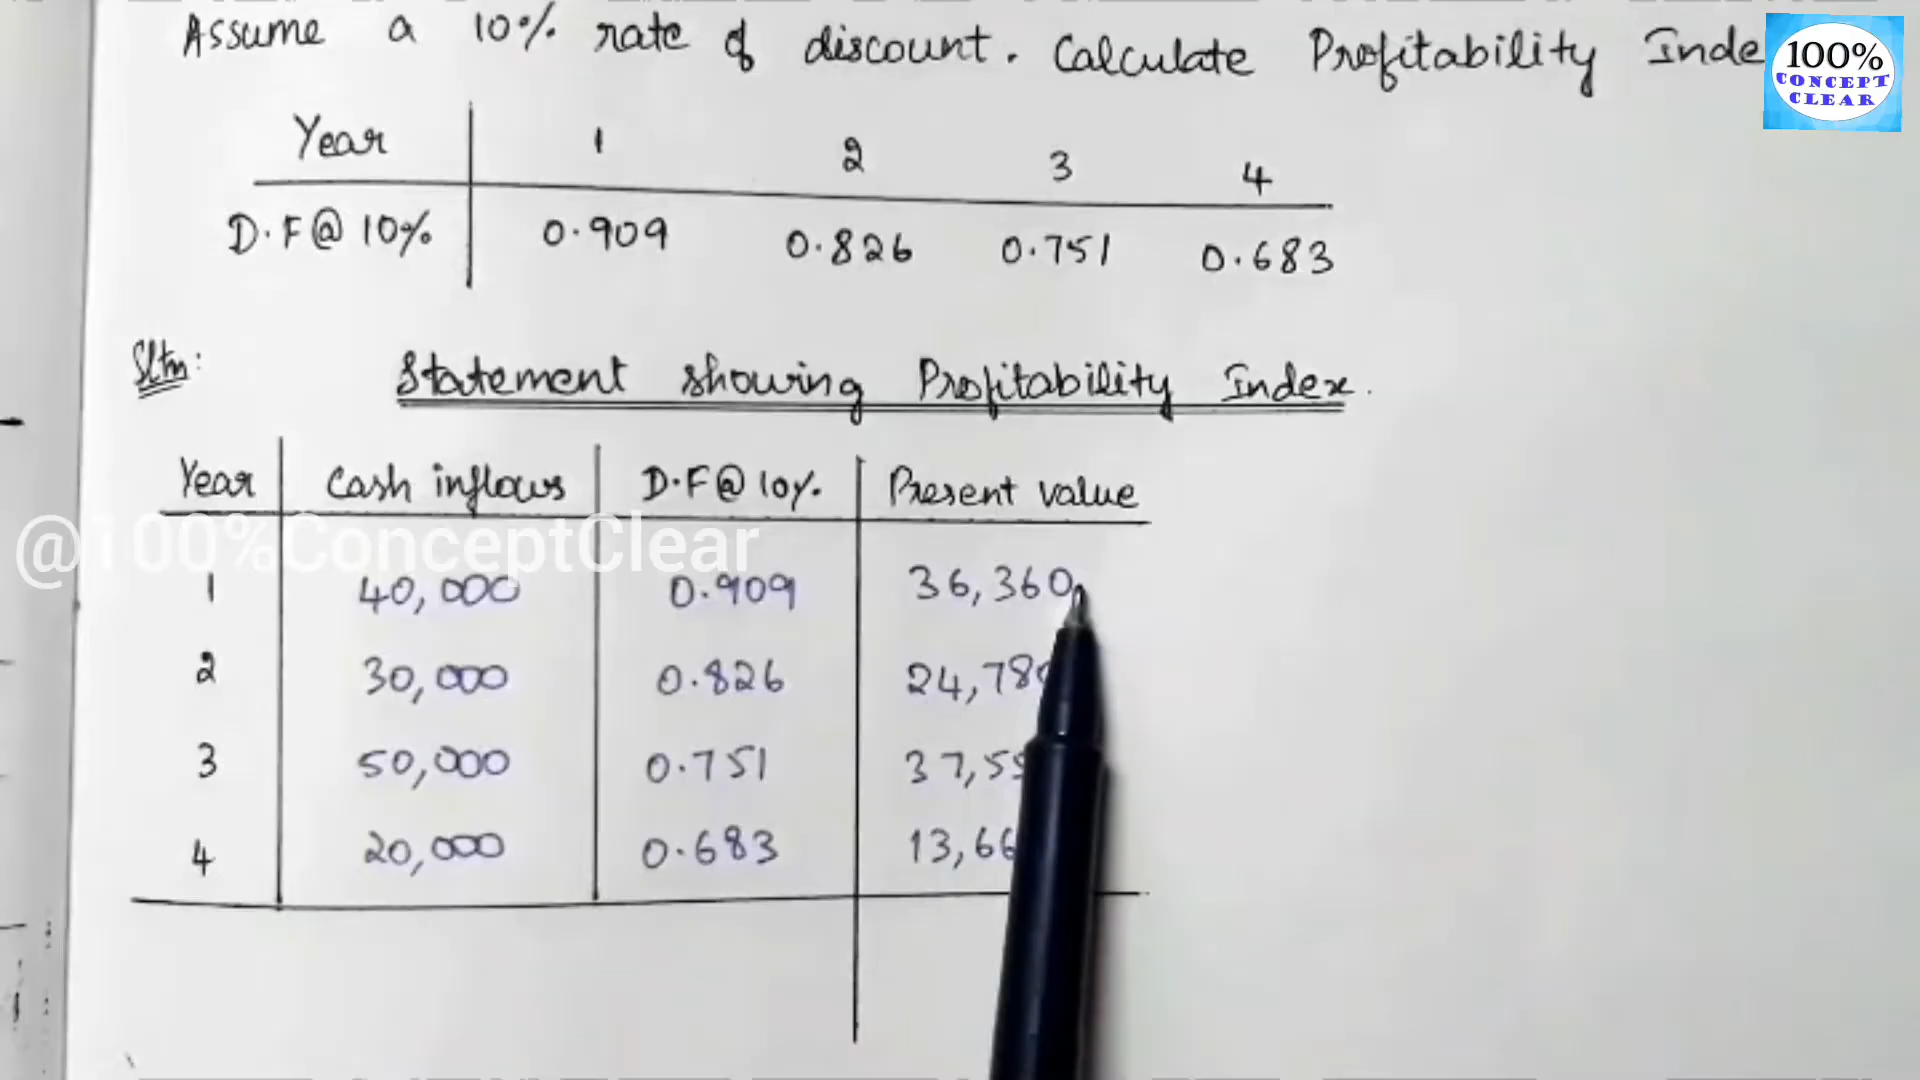 Assume a 10% rate of discount. Calculate Profitability
100%
CONCEPT
CLEAR
Year 1 2 3 4
D.F@ 10% 0.909 0.826 0.751 0.683
Sltn:
Statement showing Profitability Index.
Year Cash inflows D.F@ 10% Present value
@100%ConceptClear
1 40,000 0.909 36,360
2 30,000 0.826
3 50,000 0.751
4 20,000 0.683